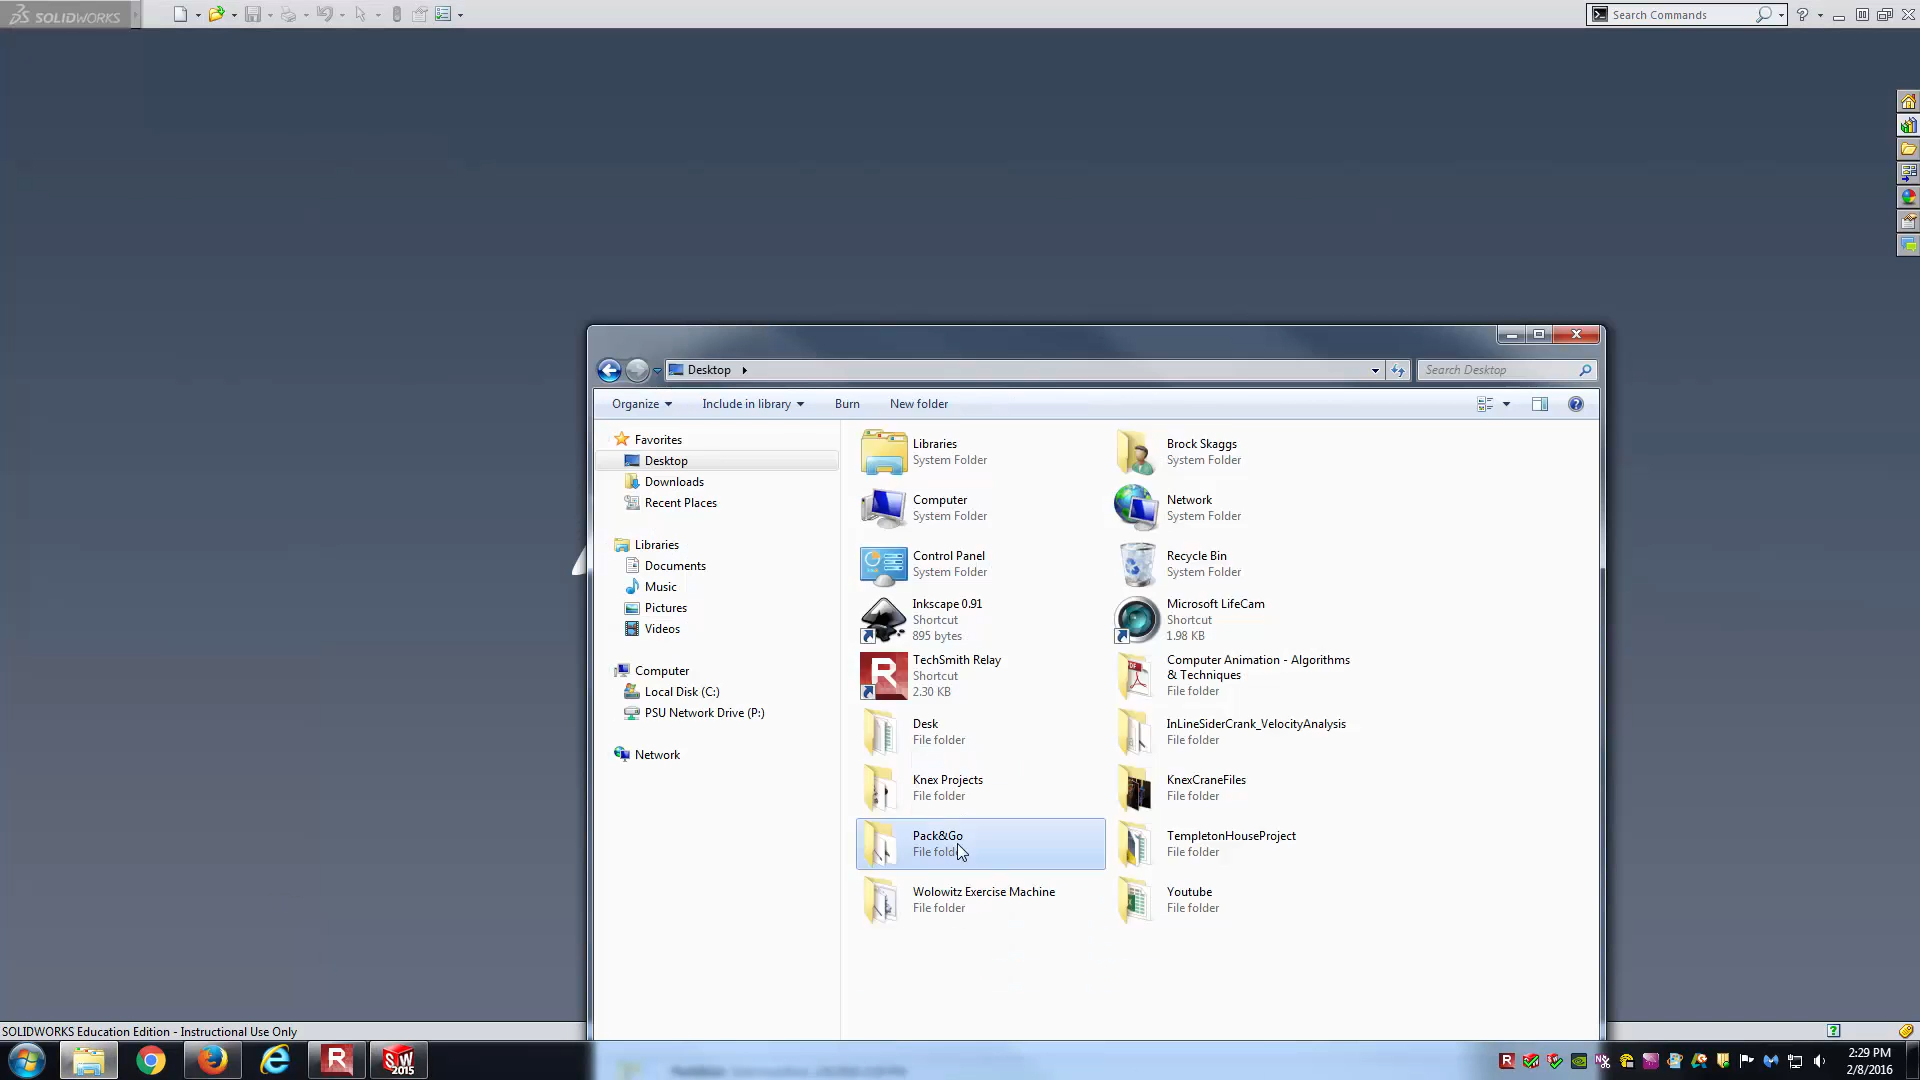 SOLIDWORKS
Search Commands
Desktop
Search Desktop
Organize
Include in library
Burn
New folder
Favorites
Desktop
Downloads
Recent Places
Libraries
Documents
Music
Pictures
Videos
Computer
Local Disk (C:)
PSU Network Drive (P:)
Network
Libraries
System Folder
Brock Skaggs
System Folder
Computer
System Folder
Network
System Folder
Control Panel
System Folder
Recycle Bin
System Folder
Inkscape 0.91
Shortcut
895 bytes
Microsoft LifeCam
Shortcut
1.98 KB
TechSmith Relay
Shortcut
2.30 KB
Computer Animation - Algorithms
& Techniques
File folder
Desk
File folder
InLineSiderCrank_VelocityAnalysis
File folder
Knex Projects
File folder
KnexCraneFiles
File folder
Pack&Go
File folder
TempletonHouseProject
File folder
Wolowitz Exercise Machine
File folder
Youtube
File folder
SOLIDWORKS Education Edition - Instructional Use Only
2:29 PM
2/8/2016